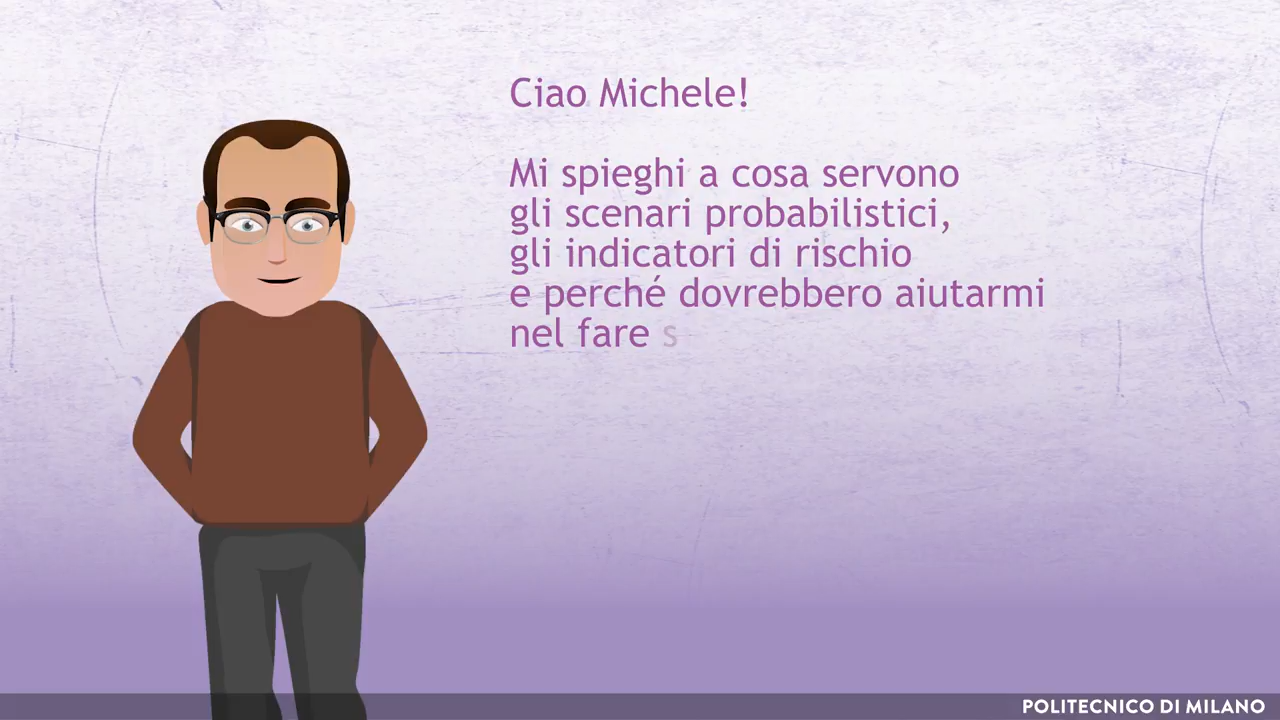 Ciao Michele!
Mi spieghi a cosa servono
gli scenari probabilistici,
gli indicatori di rischio
e perché dovrebbero aiutarmi
nel fare s
POLITECNICO DI MILANO